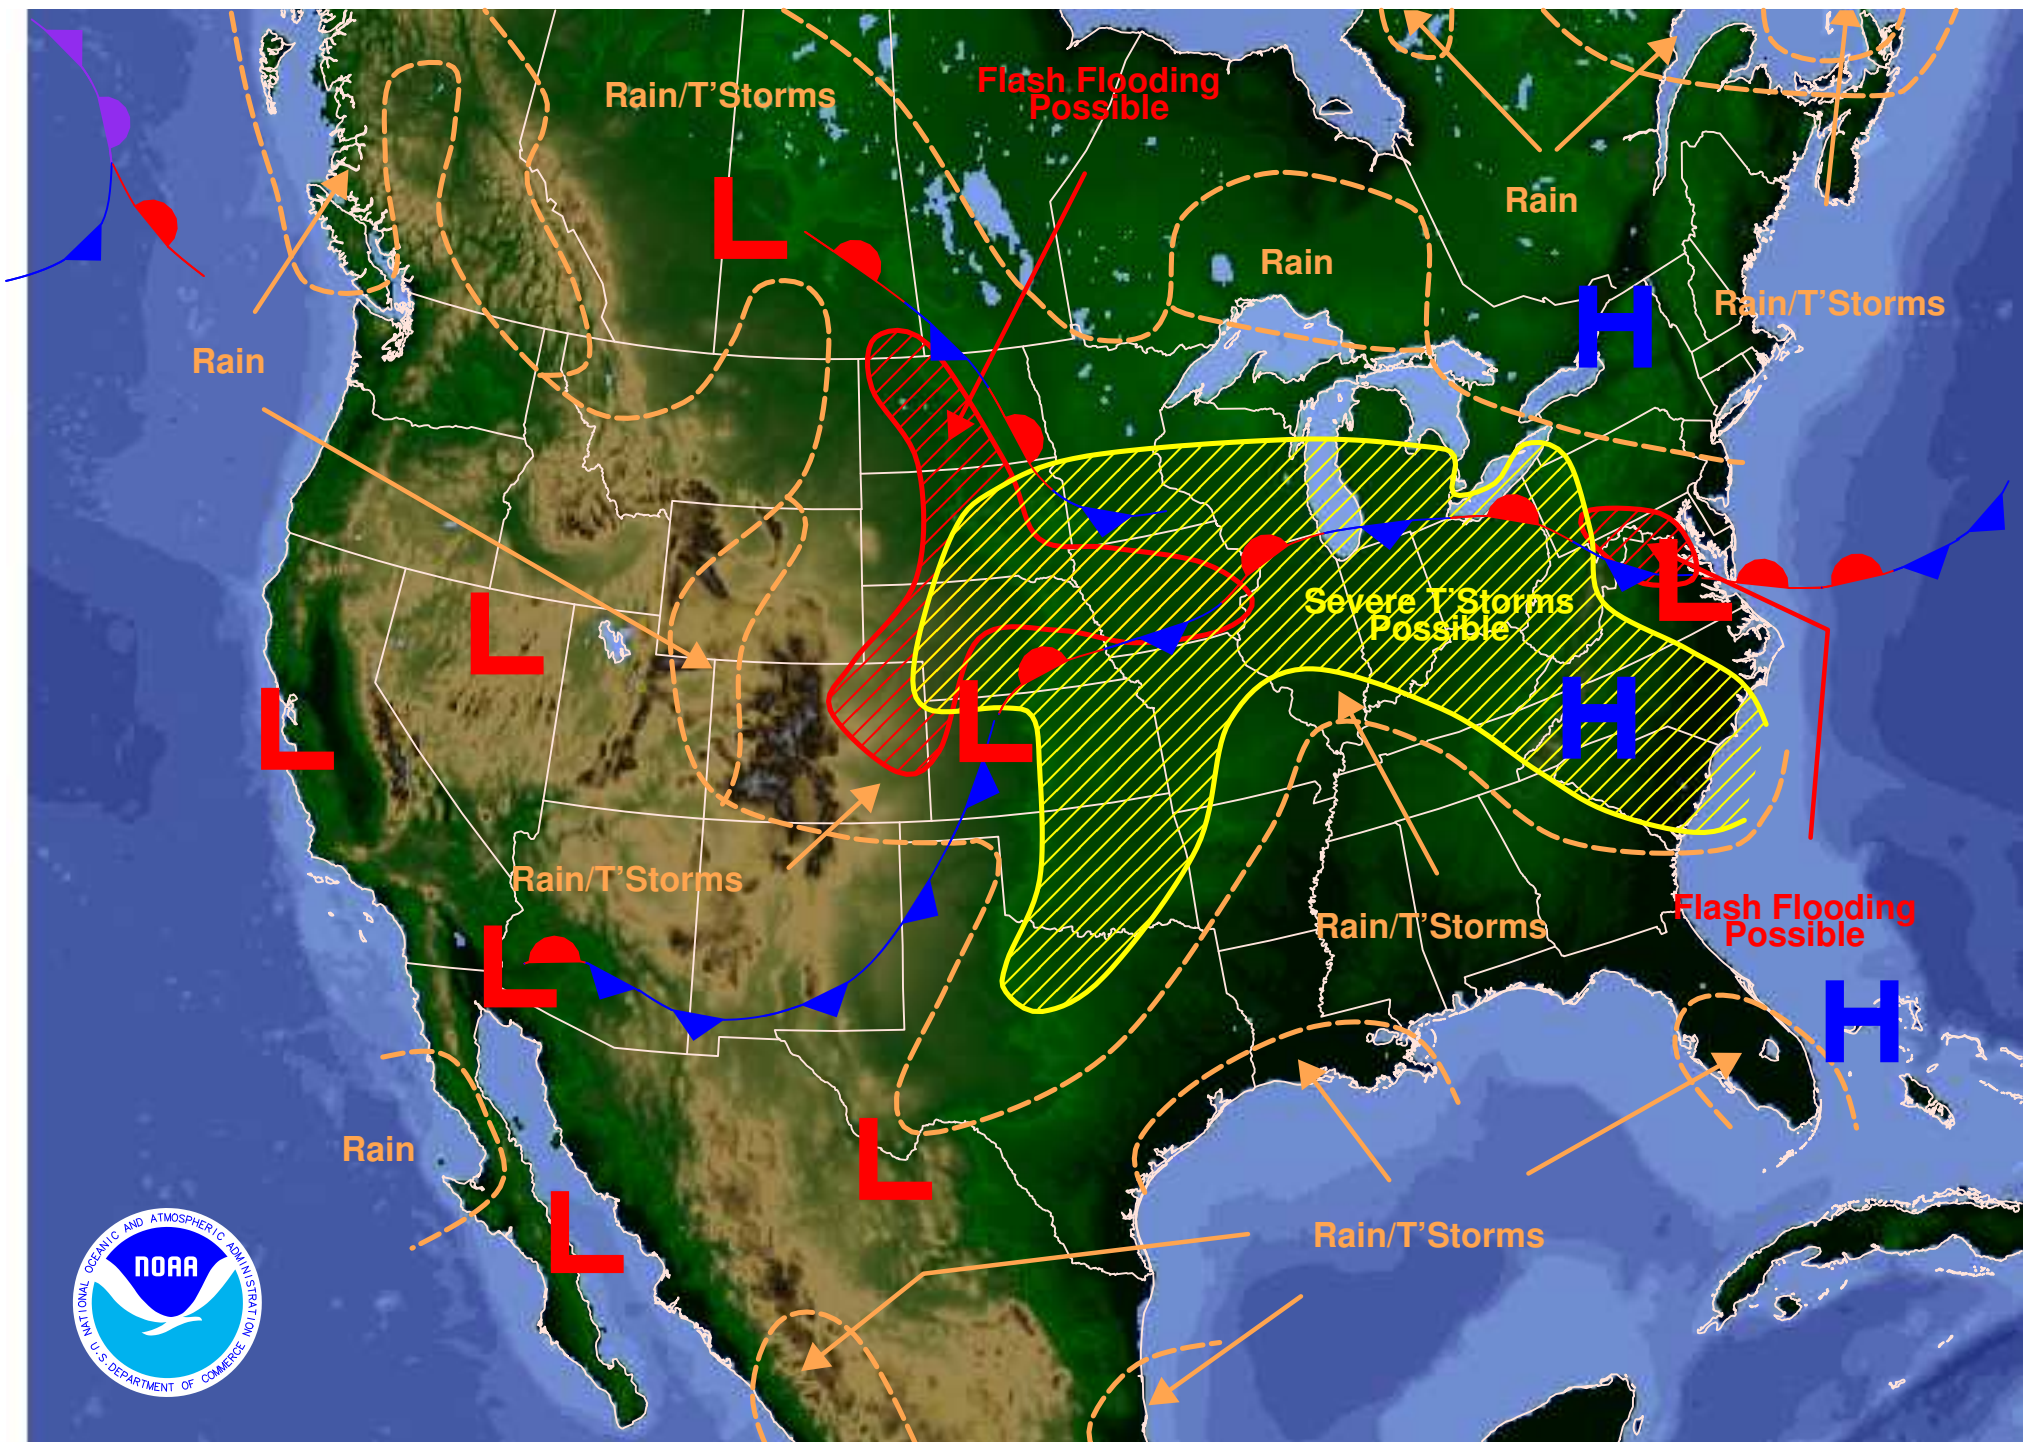 Rain/T'Storms
Flash Flooding
Possible
Rain
Rain
Rain/T'Storms
L
H
Rain
Severe T'Storms
Possible
L
L
L
L
H
L
Rain/T'Storms
Flash Flooding
Possible
Rain/T'Storms
L
H
Rain
L
L
Rain/T'Storms
NATIONAL OCEANIC AND ATMOSPHERIC ADMINISTRATION
NOAA
U.S. DEPARTMENT OF COMMERCE